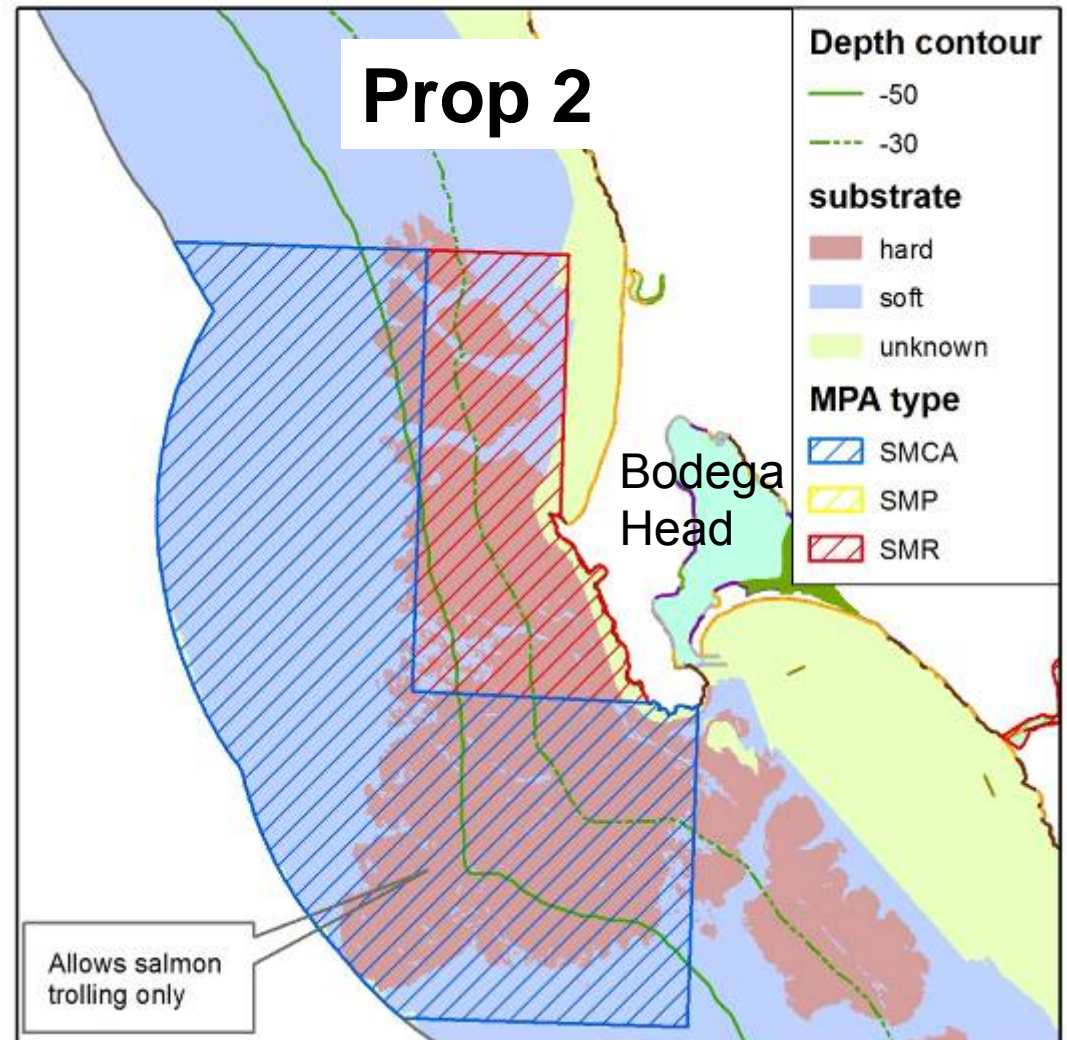 Prop 2
Depth contour
-50
-30
substrate
hard
soft
unknown
MPA type
SMCA
SMP
SMR
Bodega
Head
Allows salmon
trolling only